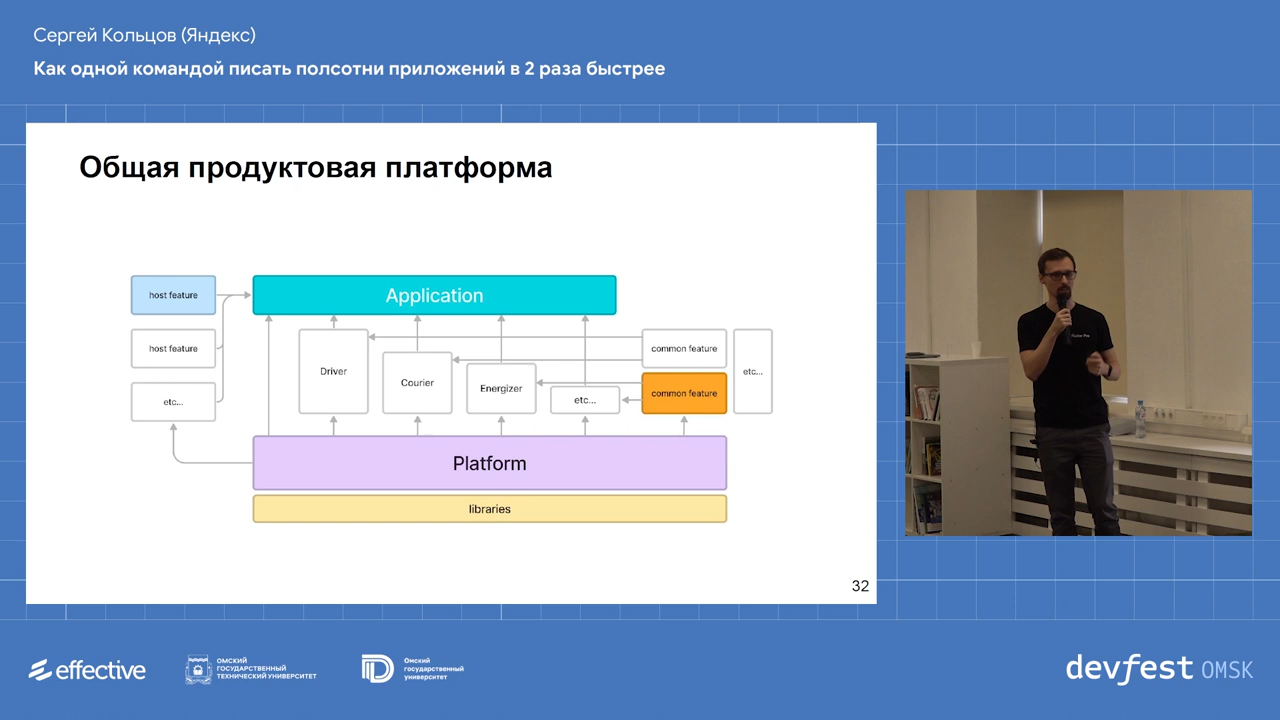 Сергей Кольцов (Яндекс)
Как одной командой писать полсотни приложений в 2 раза быстрее
Общая продуктовая платформа
host feature
Application
host feature
etc...
Driver
Courier
Energizer
etc...
common feature
common feature
etc...
Platform
libraries
32
effective
ОМСКИЙ
ГОСУДАРСТВЕННЫЙ
ТЕХНИЧЕСКИЙ УНИВЕРСИТЕТ
Омский
государственный
университет
devfest OMSK